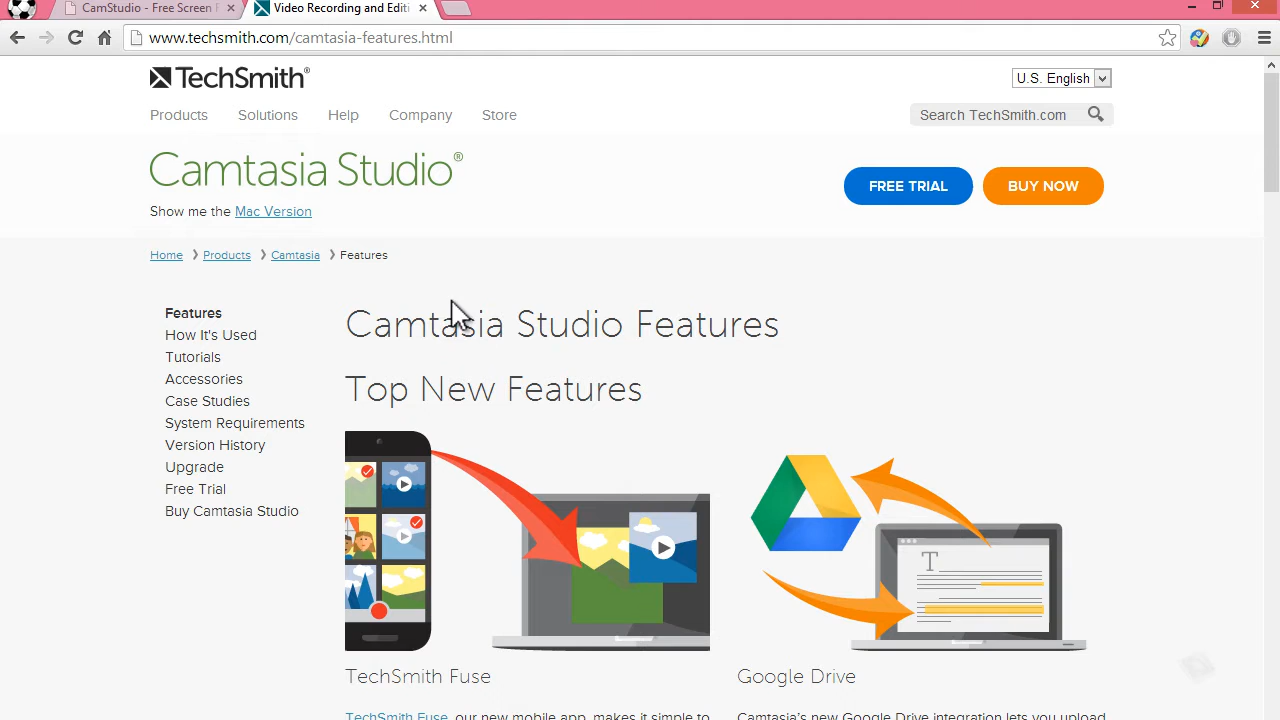 CamStudio - Free Screen
Video Recording and Editi
www.techsmith.com/camtasia-features.html
TechSmith®
U.S. English
Products Solutions Help Company Store
Search TechSmith.com
Camtasia Studio®
FREE TRIAL BUY NOW
Show me the Mac Version
Home Products Camtasia Features
Features
How It's Used
Tutorials
Accessories
Case Studies
System Requirements
Version History
Upgrade
Free Trial
Buy Camtasia Studio
Camtasia Studio Features
Top New Features
T
TechSmith Fuse
Google Drive
TechSmith Fuse, our new mobile app, makes it simple to
Camtasia's new Google Drive integration lets you upload